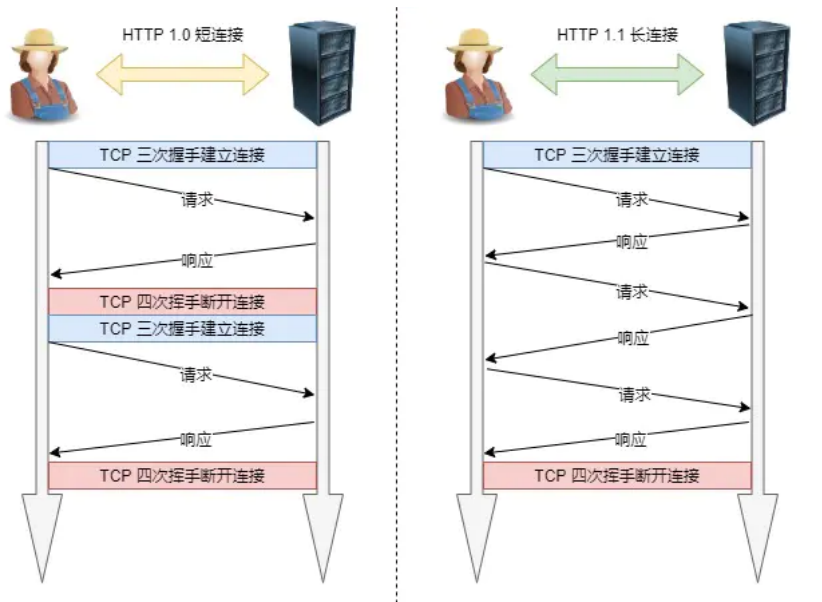 HTTP 1.0 短连接
TCP 三次握手建立连接
请求
响应
TCP 四次挥手断开连接
TCP 三次握手建立连接
请求
响应
TCP 四次挥手断开连接
HTTP 1.1 长连接
TCP 三次握手建立连接
请求
响应
请求
响应
请求
响应
TCP 四次挥手断开连接